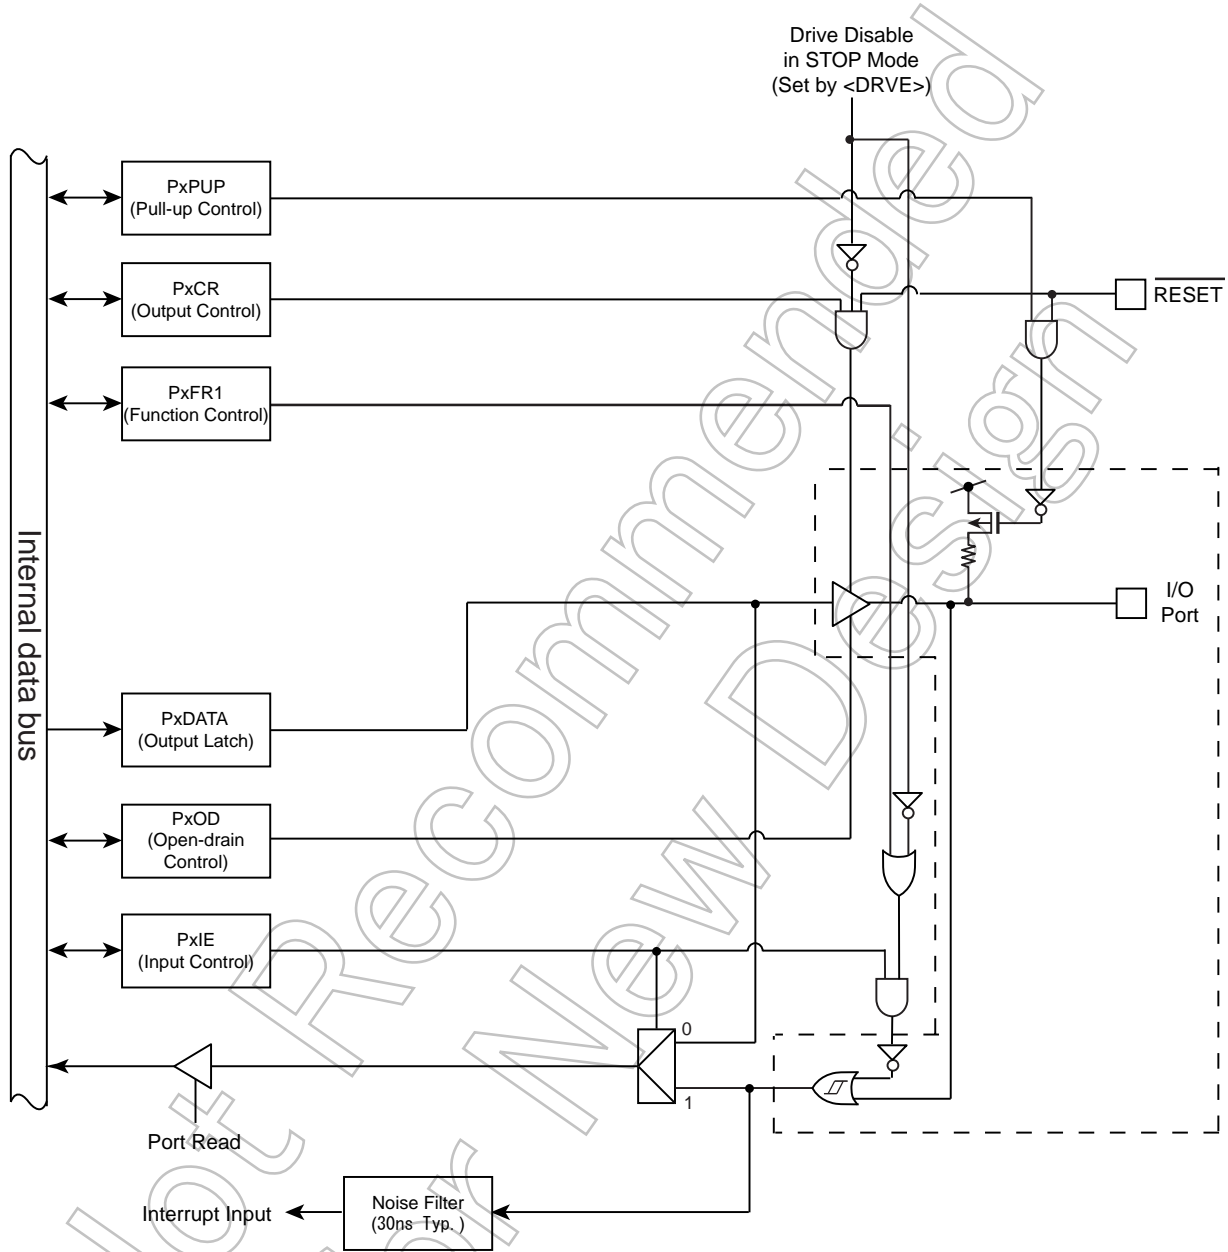 Drive Disable
in STOP Mode
(Set by <DRVE>)
PxPUP
(Pull-up Control)
PxCR
(Output Control)
RESET
PxFR1
(Function Control)
Internal data bus
I/O
Port
PxDATA
(Output Latch)
PxOD
(Open-drain
Control)
PxIE
(Input Control)
0
1
Port Read
Noise Filter
(30ns Typ.)
Interrupt Input
Not Recommended
for New Design